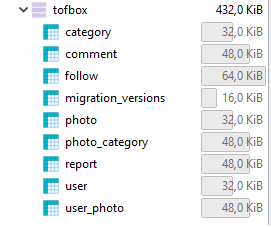 tofbox 432,0 KiB
category 32,0 KiB
comment 48,0 KiB
follow 64,0 KiB
migration_versions 16,0 KiB
photo 32,0 KiB
photo_category 48,0 KiB
report 48,0 KiB
user 32,0 KiB
user_photo 48,0 KiB